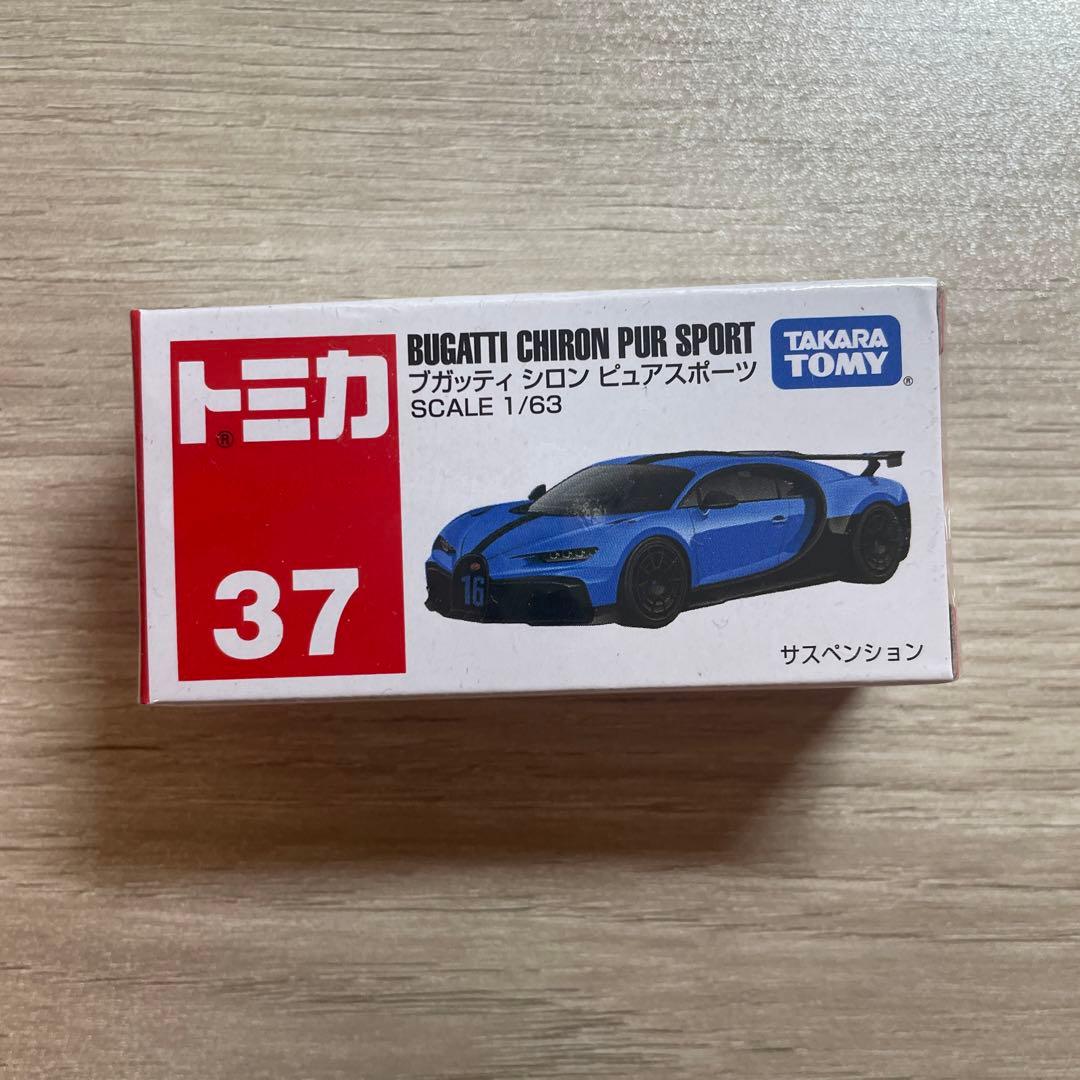 トミカ®
37
BUGATTI CHIRON PUR SPORT
ブガッティ シロン ピュアスポーツ
SCALE 1/63
TAKARA
TOMY®
16
サスペンション